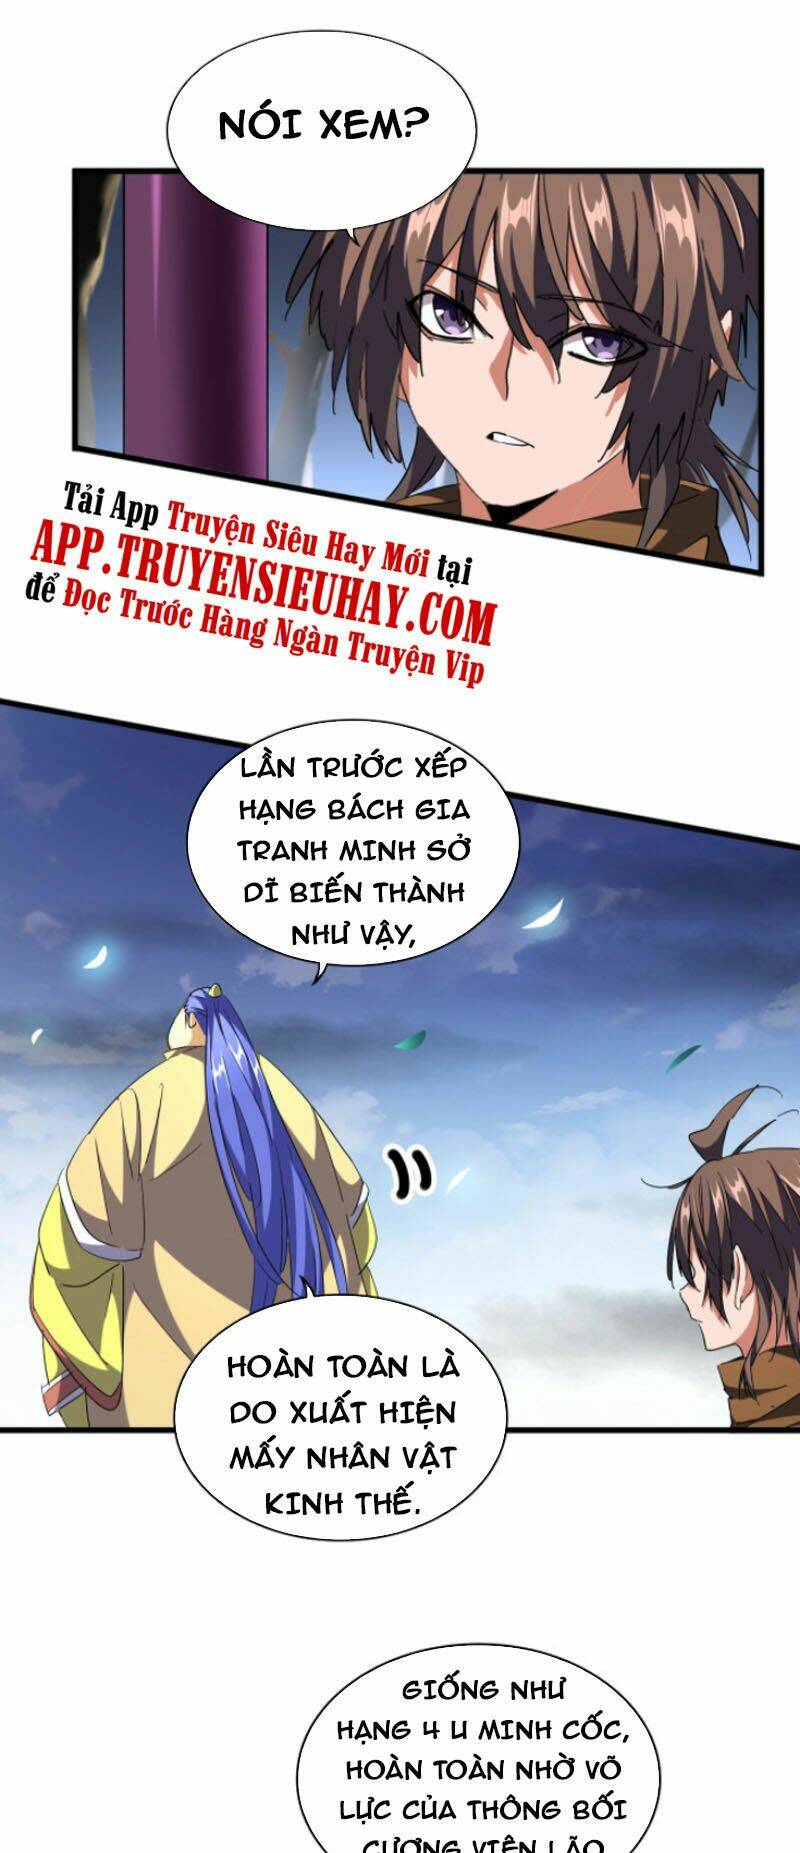 NÓI XEM?
Tải App Truyện Siêu Hay Mới tại
APP.TRUYENSIEUHAY.COM
để Đọc Trước Hàng Ngàn Truyện Vip
LẦN TRƯỚC XẾP
HẠNG BÁCH GIA
TRANH MINH SỞ
DĨ BIẾN THÀNH
NHƯ VẬY,
HOÀN TOÀN LÀ
DO XUẤT HIỆN
MẤY NHÂN VẬT
KINH THẾ.
GIỐNG NHƯ
HẠNG 4 U MINH CỐC,
HOÀN TOÀN NHỜ VÕ
LỰC CỦA THÔNG BỐI
CƯƠNG VIÊN LÃO